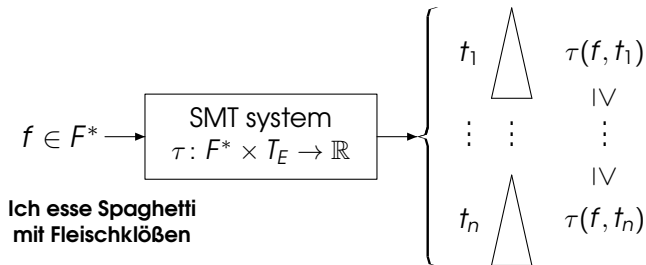 t₁ τ(f, t₁)
≥
SMT system
f ∈ F* τ: F* × T_E → ℝ ⋮ ⋮ ⋮
≥
Ich esse Spaghetti
mit Fleischklößen
tₙ τ(f, tₙ)